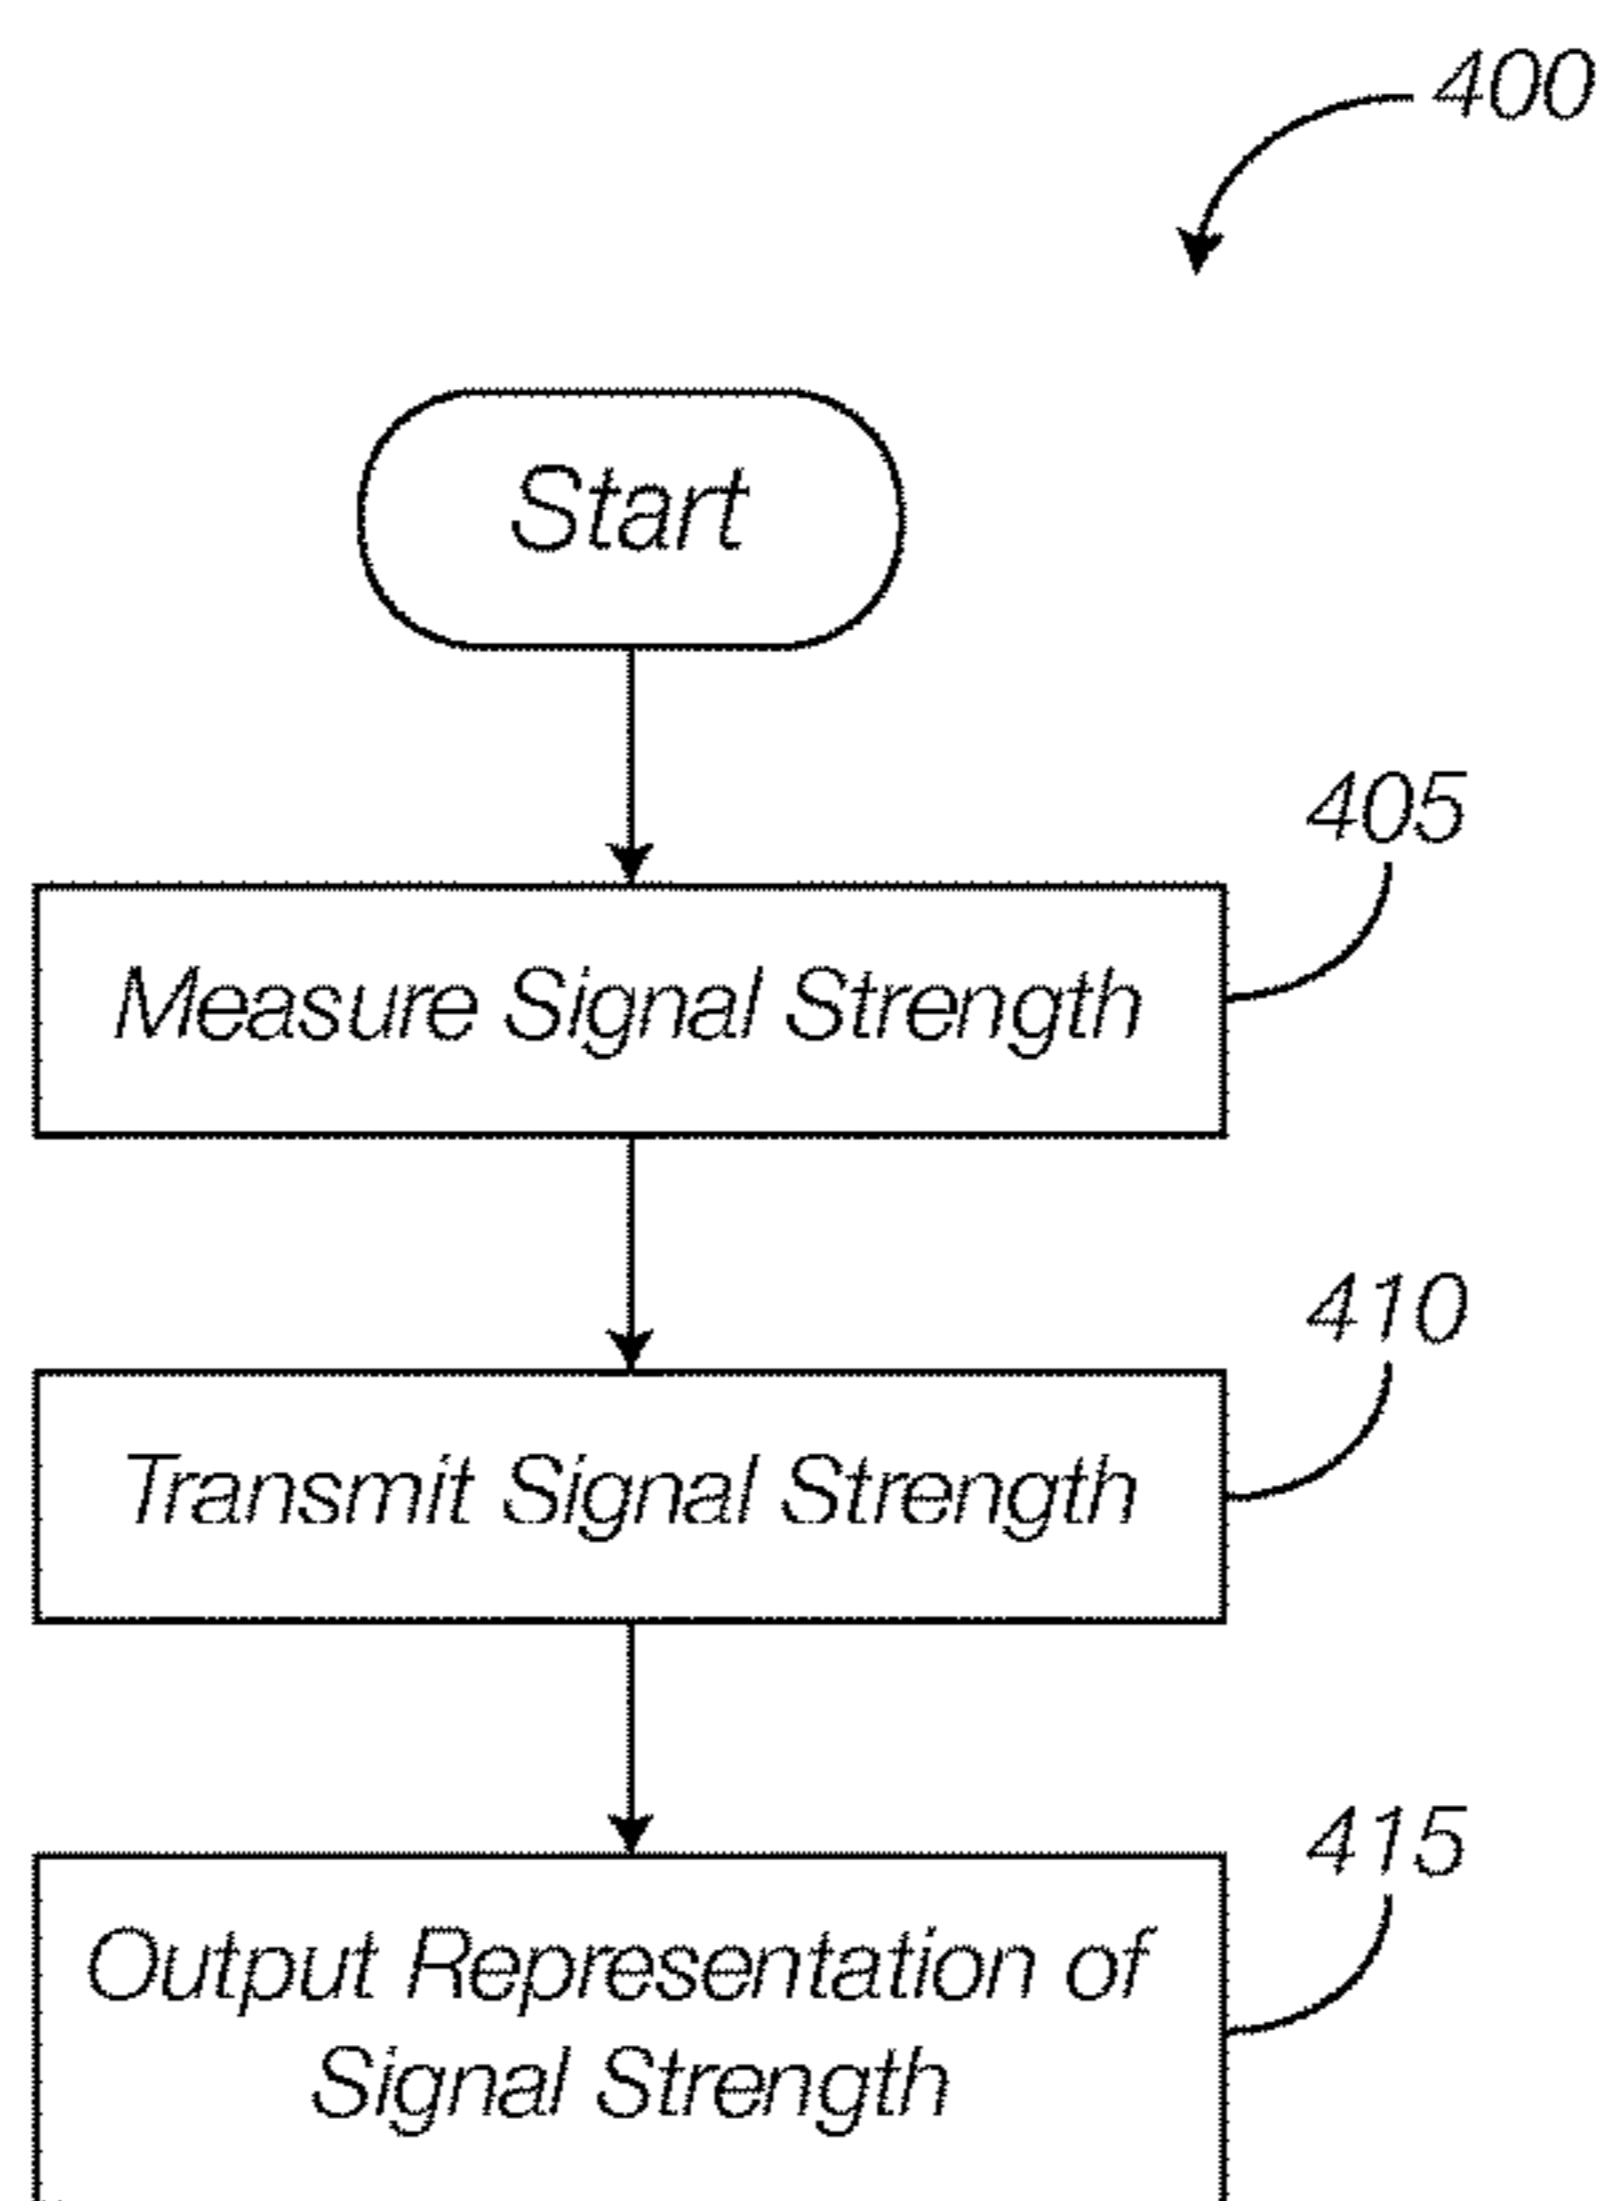 400
Start
405
Measure Signal Strength
410
Transmit Signal Strength
415
Output Representation of
Signal Strength